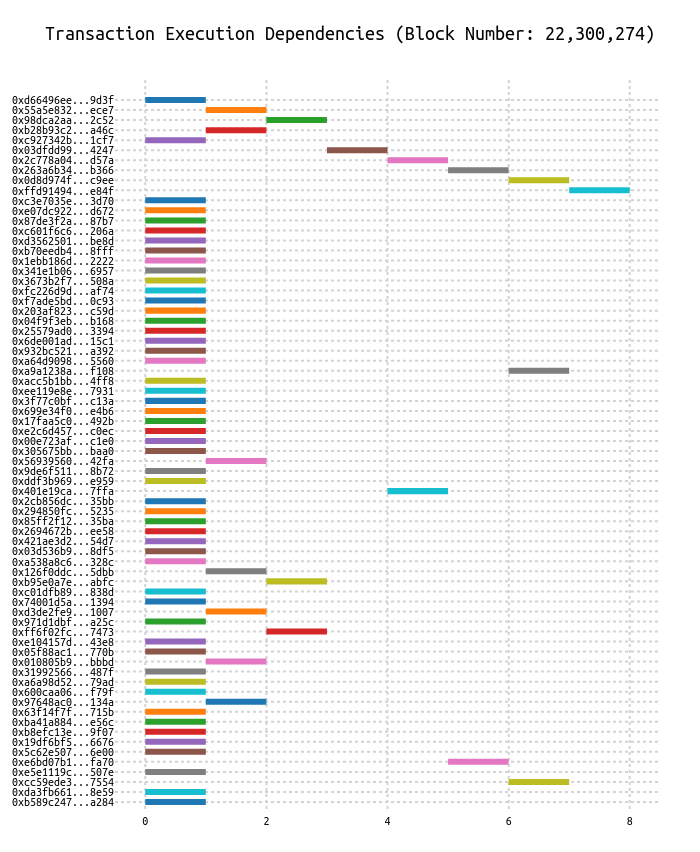 Transaction Execution Dependencies (Block Number: 22,300,274)
0xd66496ee...9d3f
0x55a5e832...ece7
0x98dca2aa...2c52
0xb28b93c2...a46c
0xc927342b...1cf7
0x03dfdd99...4247
0x2c778a04...d57a
0x263a6b34...b366
0x0d8d974f...c9ee
0xffd91494...e84f
0xc3e7035e...3d70
0xe07dc922...d672
0x87de3f2a...87b7
0xc601f6c6...206a
0xd3562501...be8d
0xb70eedb4...8fff
0x1ebb186d...2222
0x341e1b06...6957
0x3673b2f7...508a
0xfc226d9d...af74
0xf7ade5bd...0c93
0x203af823...c59d
0x04f9f3eb...b168
0x25579ad0...3394
0x6de001ad...15c1
0x932bc521...a392
0xa64d9098...5560
0xa9a1238a...f108
0xacc5b1bb...4ff8
0xee119e8e...7931
0x3f77c0bf...c13a
0x699e34f0...e4b6
0x17faa5c0...492b
0xe2c6d457...c0ec
0x00e723af...c1e0
0x305675bb...baa0
0x56939560...42fa
0x9de6f511...8b72
0xddf3b969...e959
0x401e19ca...7ffa
0x2cb856dc...35bb
0x294850fc...5235
0x85ff2f12...35ba
0x2694672b...ee58
0x421ae3d2...54d7
0x03d536b9...8df5
0xa538a8c6...328c
0x126f0ddc...5dbb
0xb95e0a7e...abfc
0xc01dfb89...838d
0x74001d5a...1394
0xd3de2fe9...1007
0x971d1dbf...a25c
0xff6f02fc...7473
0xe104157d...43e8
0x05f88ac1...770b
0x010805b9...bbbd
0x31992566...487f
0xa6a98d52...79ad
0x600caa06...f79f
0x97648ac0...134a
0x63f14f7f...715b
0xba41a884...e56c
0xb8efc13e...9f07
0x19df6bf5...6676
0x5c62e507...6e00
0xe6bd07b1...fa70
0xe5e1119c...507e
0xcc59ede3...7554
0xda3fb661...8e59
0xb589c247...a284
0 2 4 6 8